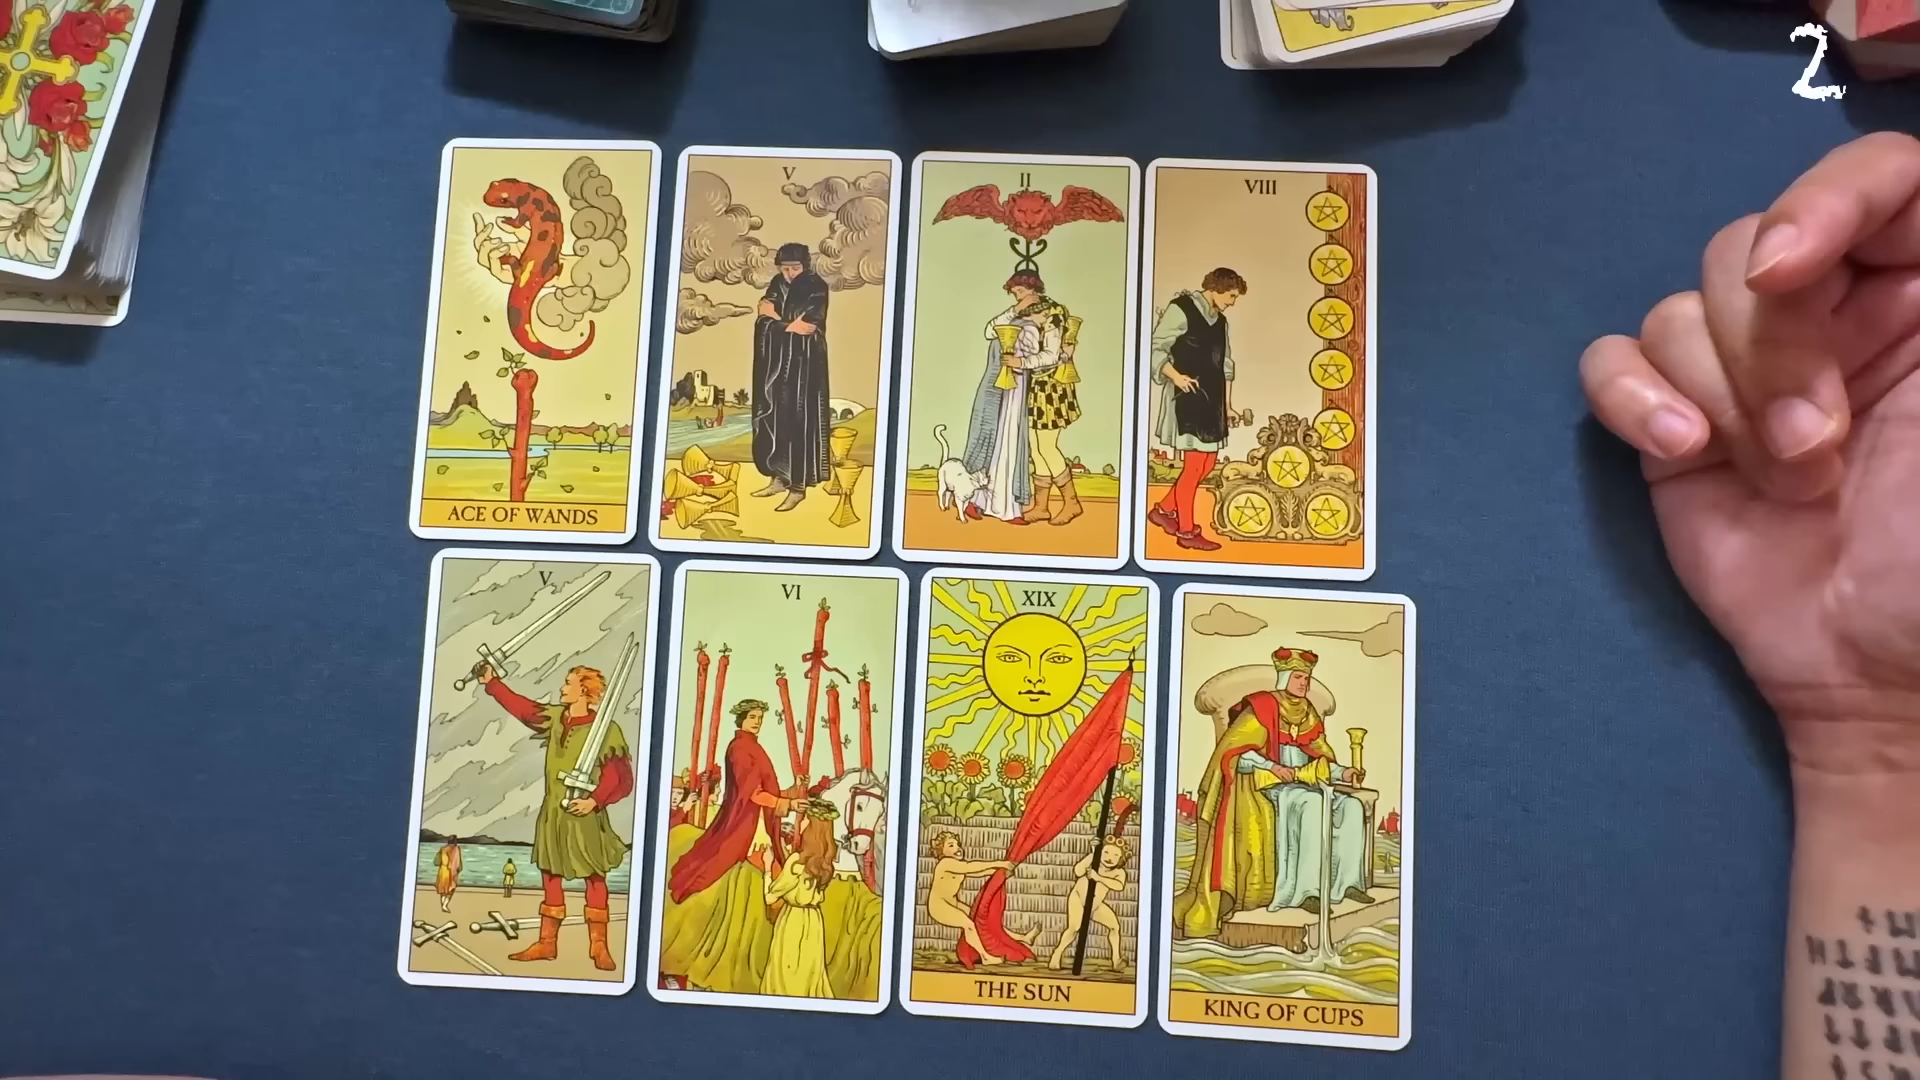 2
V
II
VIII
ACE OF WANDS
V
VI
XIX
THE SUN
KING OF CUPS